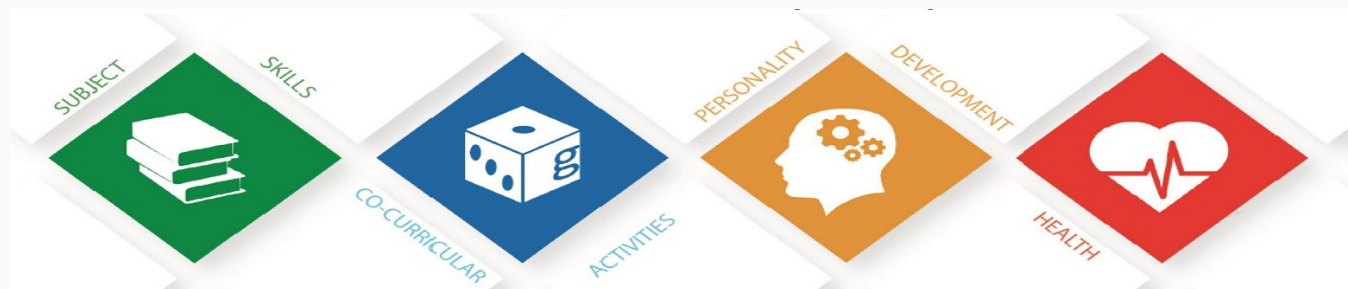 SUBJECT
SKILLS
CO-CURRICULAR
ACTIVITIES
PERSONALITY
DEVELOPMENT
HEALTH
g